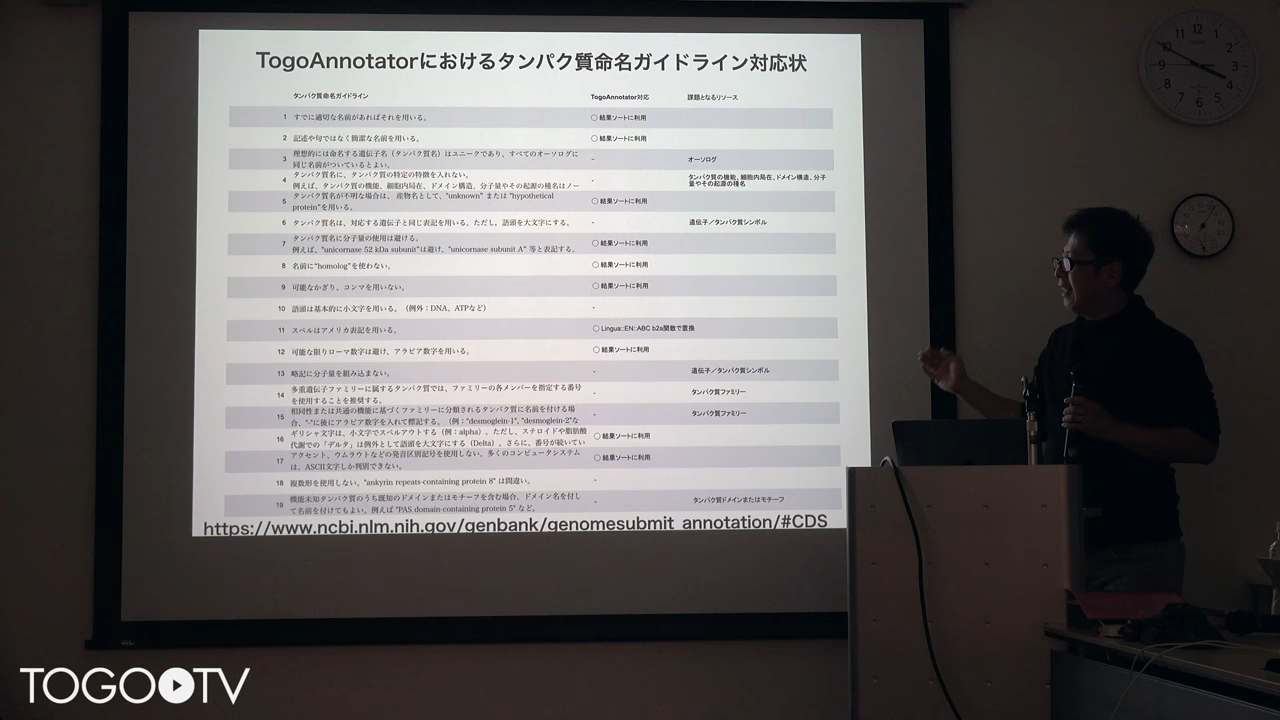 TogoAnnotatorにおけるタンパク質命名ガイドライン対応状
タンパク質命名ガイドライン TogoAnnotator対応 課題となるリソース
1 すでに適切な名前があればそれを用いる。 ○ 結果ソートに利用
2 記述や句ではなく簡潔な名前を用いる。 ○ 結果ソートに利用
3 理想的には命名する遺伝子名（タンパク質名）はユニークであり、すべてのオーソログに
同じ名前がついているとよい。 - オーソログ
4 タンパク質名に、タンパク質の特定の特徴を入れない。
例えば、タンパク質の機能、細胞内局在、ドメイン構造、分子量やその起源の種名はノー - タンパク質の機能、細胞内局在、ドメイン構造、分子
量やその起源の種名
5 タンパク質名が不明な場合は、 産物名として、"unknown" または "hypothetical
protein"を用いる。 ○ 結果ソートに利用
6 タンパク質名は、対応する遺伝子と同じ表記を用いる。ただし，語頭を大文字にする。 - 遺伝子／タンパク質シンボル
7 タンパク質名に分子量の使用は避ける。
例えば、"unicornase 52 kDa subunit"は避け、"unicornase subunit A" 等と表記する。 ○ 結果ソートに利用
8 名前に"homolog"を使わない。 ○ 結果ソートに利用
9 可能なかぎり、コンマを用いない。 ○ 結果ソートに利用
10 語頭は基本的に小文字を用いる。（例外：DNA、ATPなど） -
11 スペルはアメリカ表記を用いる。 ○ Lingua::EN::ABC b2a関数で置換
12 可能な限りローマ数字は避け、アラビア数字を用いる。 ○ 結果ソートに利用
13 略記に分子量を組み込まない。 - 遺伝子／タンパク質シンボル
14 多重遺伝子ファミリーに属するタンパク質では、ファミリーの各メンバーを指定する番号
を使用することを推奨する。 - タンパク質ファミリー
15 相同性または共通の機能に基づくファミリーに分類されるタンパク質に名前を付ける場
合、"-"に後にアラビア数字を入れて標記する。（例："desmoglein-1", "desmoglein-2"な - タンパク質ファミリー
16 ギリシャ文字は、小文字でスペルアウトする（例：alpha）。ただし、ステロイドや脂肪酸
代謝での「デルタ」は例外として語頭を大文字にする（Delta）。さらに、番号が続いてい ○ 結果ソートに利用
17 アクセント、ウムラウトなどの発音区別記号を使用しない。多くのコンピュータシステム
は、ASCII文字しか判別できない。 ○ 結果ソートに利用
18 複数形を使用しない。"ankyrin repeats-containing protein 8" は間違い。 -
19 機能未知タンパク質のうち既知のドメインまたはモチーフを含む場合、ドメイン名を付し
て名前を付けてもよい。例えば "PAS domain-containing protein 5" など。 - タンパク質ドメインまたはモチーフ
https://www.ncbi.nlm.nih.gov/genbank/genomesubmit_annotation/#CDS
12
1
2
3
4
5
6
7
8
9
10
11
TOGOTV